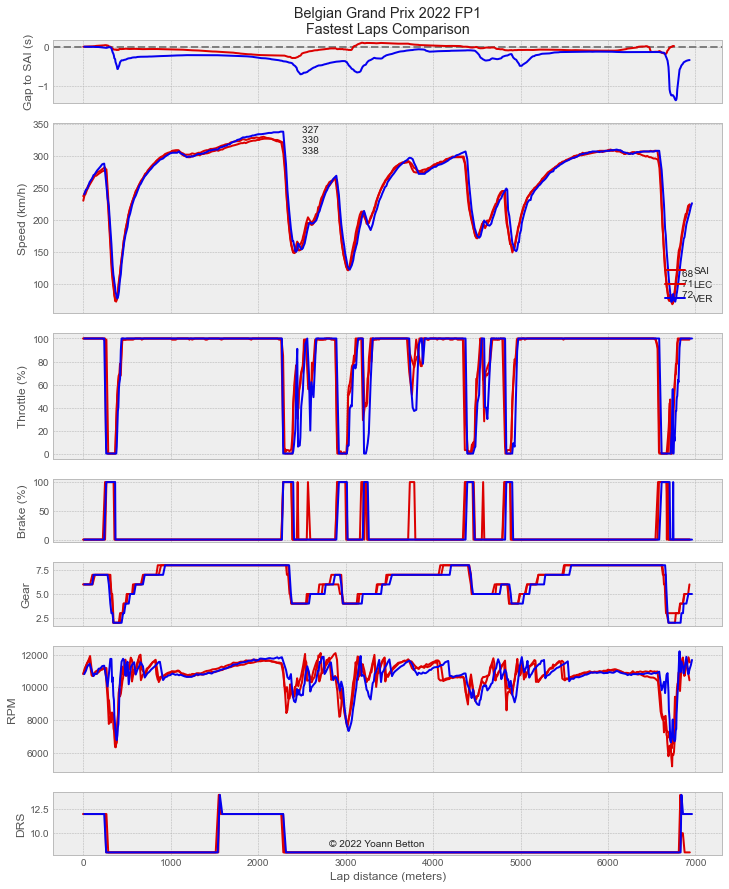 Belgian Grand Prix 2022 FP1
Fastest Laps Comparison
Gap to SAI (s)
0
−1
Speed (km/h)
350
300
250
200
150
100
327
330
338
68
71
72
SAI
LEC
VER
Throttle (%)
100
80
60
40
20
0
Brake (%)
100
50
0
Gear
7.5
5.0
2.5
RPM
12000
10000
8000
6000
DRS
12.5
10.0
© 2022 Yoann Betton
0 1000 2000 3000 4000 5000 6000 7000
Lap distance (meters)